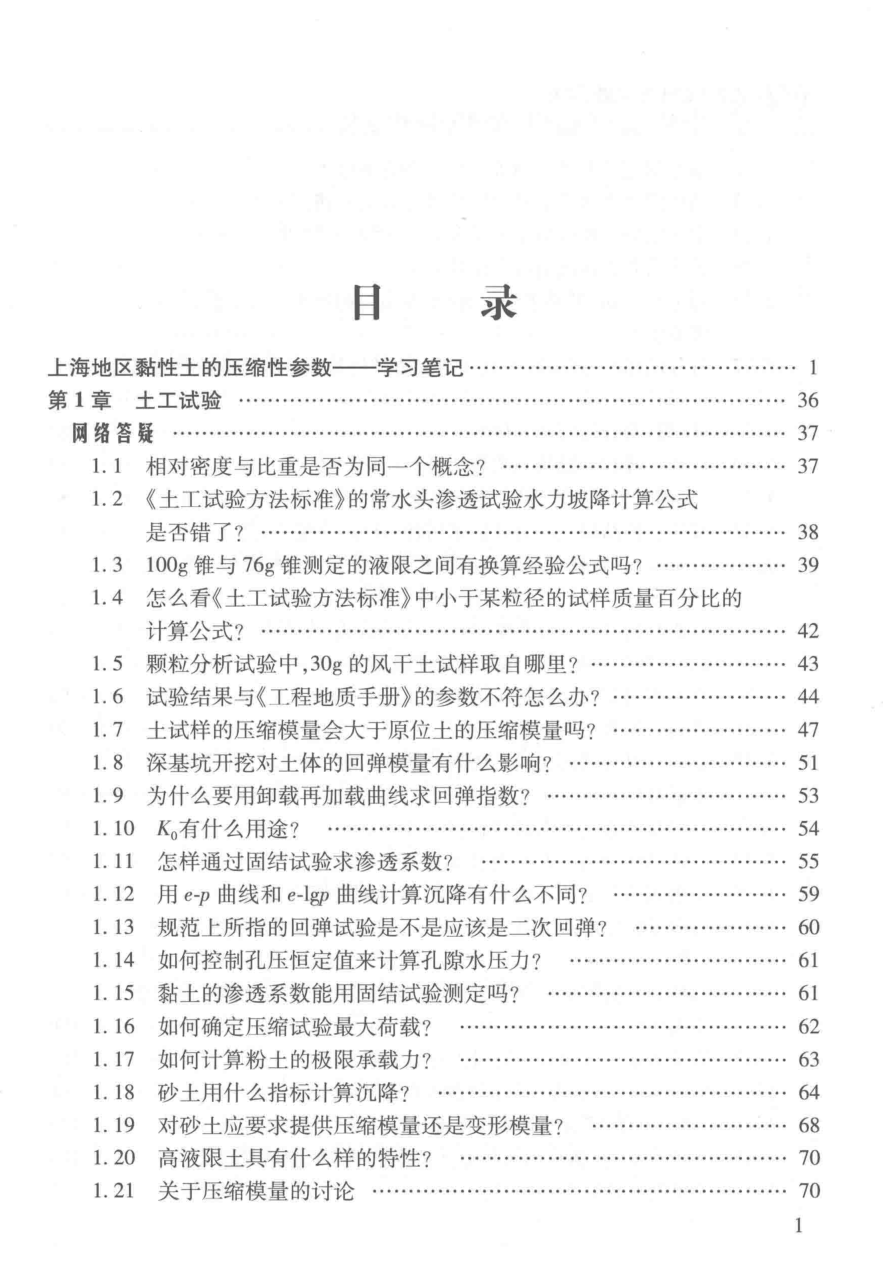 目 录
上海地区黏性土的压缩性参数——学习笔记 …………………………………… 1
第1章 土工试验 ……………………………………………………………… 36
网络答疑 ……………………………………………………………………… 37
1.1 相对密度与比重是否为同一个概念? ………………………………… 37
1.2 《土工试验方法标准》的常水头渗透试验水力坡降计算公式
是否错了? ……………………………………………………………… 38
1.3 100g锥与76g锥测定的液限之间有换算经验公式吗? ……………… 39
1.4 怎么看《土工试验方法标准》中小于某粒径的试样质量百分比的
计算公式? ……………………………………………………………… 42
1.5 颗粒分析试验中,30g的风干土试样取自哪里? ……………………… 43
1.6 试验结果与《工程地质手册》的参数不符怎么办? …………………… 44
1.7 土试样的压缩模量会大于原位土的压缩模量吗? …………………… 47
1.8 深基坑开挖对土体的回弹模量有什么影响? ………………………… 51
1.9 为什么要用卸载再加载曲线求回弹指数? …………………………… 53
1.10 K₀有什么用途? ……………………………………………………… 54
1.11 怎样通过固结试验求渗透系数? …………………………………… 55
1.12 用e-p曲线和e-lgp曲线计算沉降有什么不同? …………………… 59
1.13 规范上所指的回弹试验是不是应该是二次回弹? ………………… 60
1.14 如何控制孔压恒定值来计算孔隙水压力? ………………………… 61
1.15 黏土的渗透系数能用固结试验测定吗? …………………………… 61
1.16 如何确定压缩试验最大荷载? ……………………………………… 62
1.17 如何计算粉土的极限承载力? ……………………………………… 63
1.18 砂土用什么指标计算沉降? ………………………………………… 64
1.19 对砂土应要求提供压缩模量还是变形模量? ……………………… 68
1.20 高液限土具有什么样的特性? ……………………………………… 70
1.21 关于压缩模量的讨论 ………………………………………………… 70
1